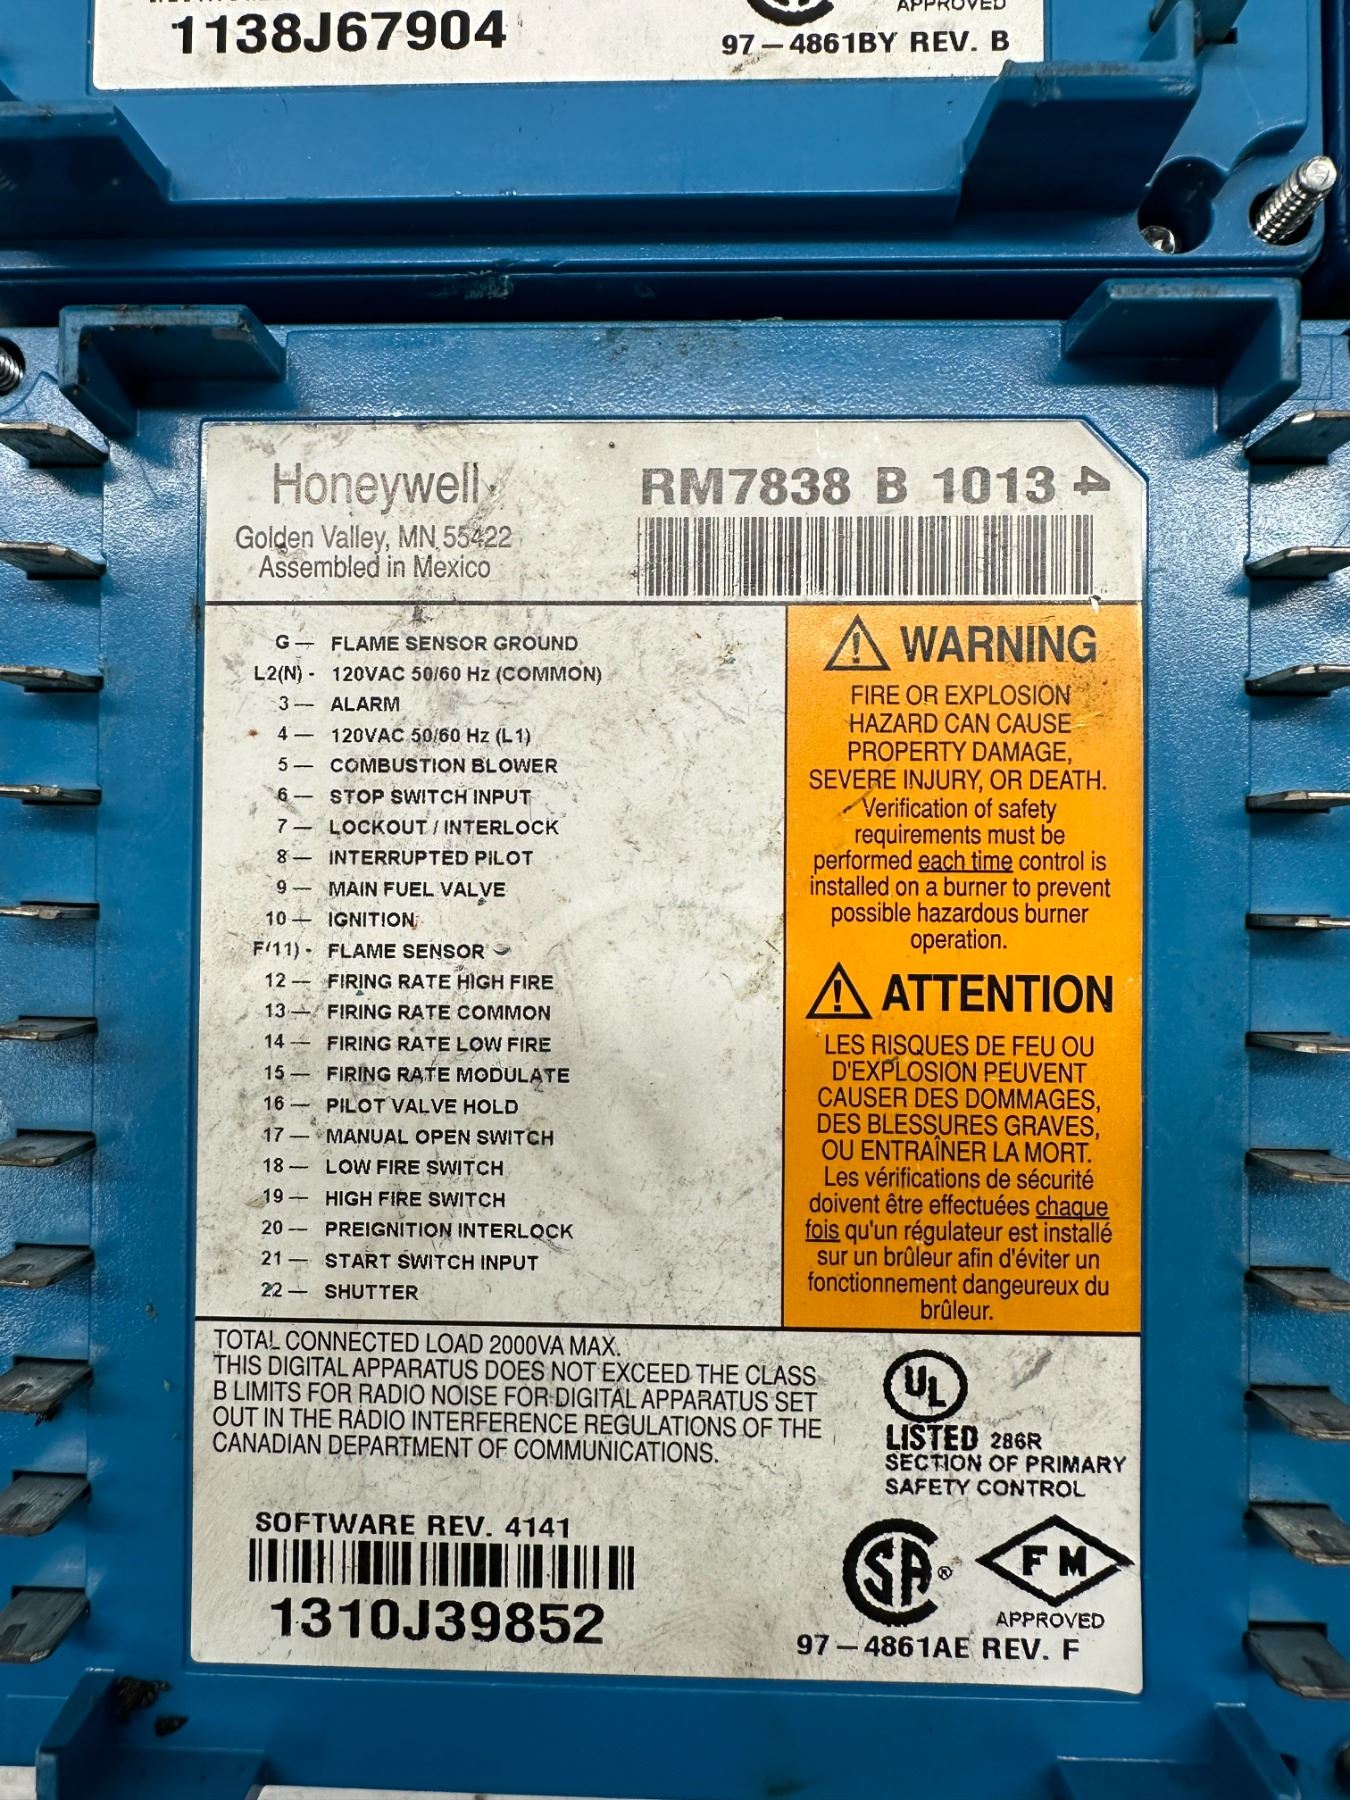 1138J67904
APPROVED
97-4861BY REV. B
Honeywell
Golden Valley, MN 55422
Assembled in Mexico
RM7838 B 1013 4
G — FLAME SENSOR GROUND
L2(N) - 120VAC 50/60 Hz (COMMON)
3 — ALARM
4 — 120VAC 50/60 Hz (L1)
5 — COMBUSTION BLOWER
6 — STOP SWITCH INPUT
7 — LOCKOUT / INTERLOCK
8 — INTERRUPTED PILOT
9 — MAIN FUEL VALVE
10 — IGNITION
F(11) - FLAME SENSOR
12 — FIRING RATE HIGH FIRE
13 — FIRING RATE COMMON
14 — FIRING RATE LOW FIRE
15 — FIRING RATE MODULATE
16 — PILOT VALVE HOLD
17 — MANUAL OPEN SWITCH
18 — LOW FIRE SWITCH
19 — HIGH FIRE SWITCH
20 — PREIGNITION INTERLOCK
21 — START SWITCH INPUT
22 — SHUTTER
WARNING
FIRE OR EXPLOSION
HAZARD CAN CAUSE
PROPERTY DAMAGE,
SEVERE INJURY, OR DEATH.
Verification of safety
requirements must be
performed each time control is
installed on a burner to prevent
possible hazardous burner
operation.
ATTENTION
LES RISQUES DE FEU OU
D'EXPLOSION PEUVENT
CAUSER DES DOMMAGES,
DES BLESSURES GRAVES,
OU ENTRAÎNER LA MORT.
Les vérifications de sécurité
doivent être effectuées chaque
fois qu'un régulateur est installé
sur un brûleur afin d'éviter un
fonctionnement dangeureux du
brûleur.
TOTAL CONNECTED LOAD 2000VA MAX.
THIS DIGITAL APPARATUS DOES NOT EXCEED THE CLASS
B LIMITS FOR RADIO NOISE FOR DIGITAL APPARATUS SET
OUT IN THE RADIO INTERFERENCE REGULATIONS OF THE
CANADIAN DEPARTMENT OF COMMUNICATIONS.
UL
LISTED 286R
SECTION OF PRIMARY
SAFETY CONTROL
SOFTWARE REV. 4141
1310J39852
SA ®
FM
APPROVED
97-4861AE REV. F